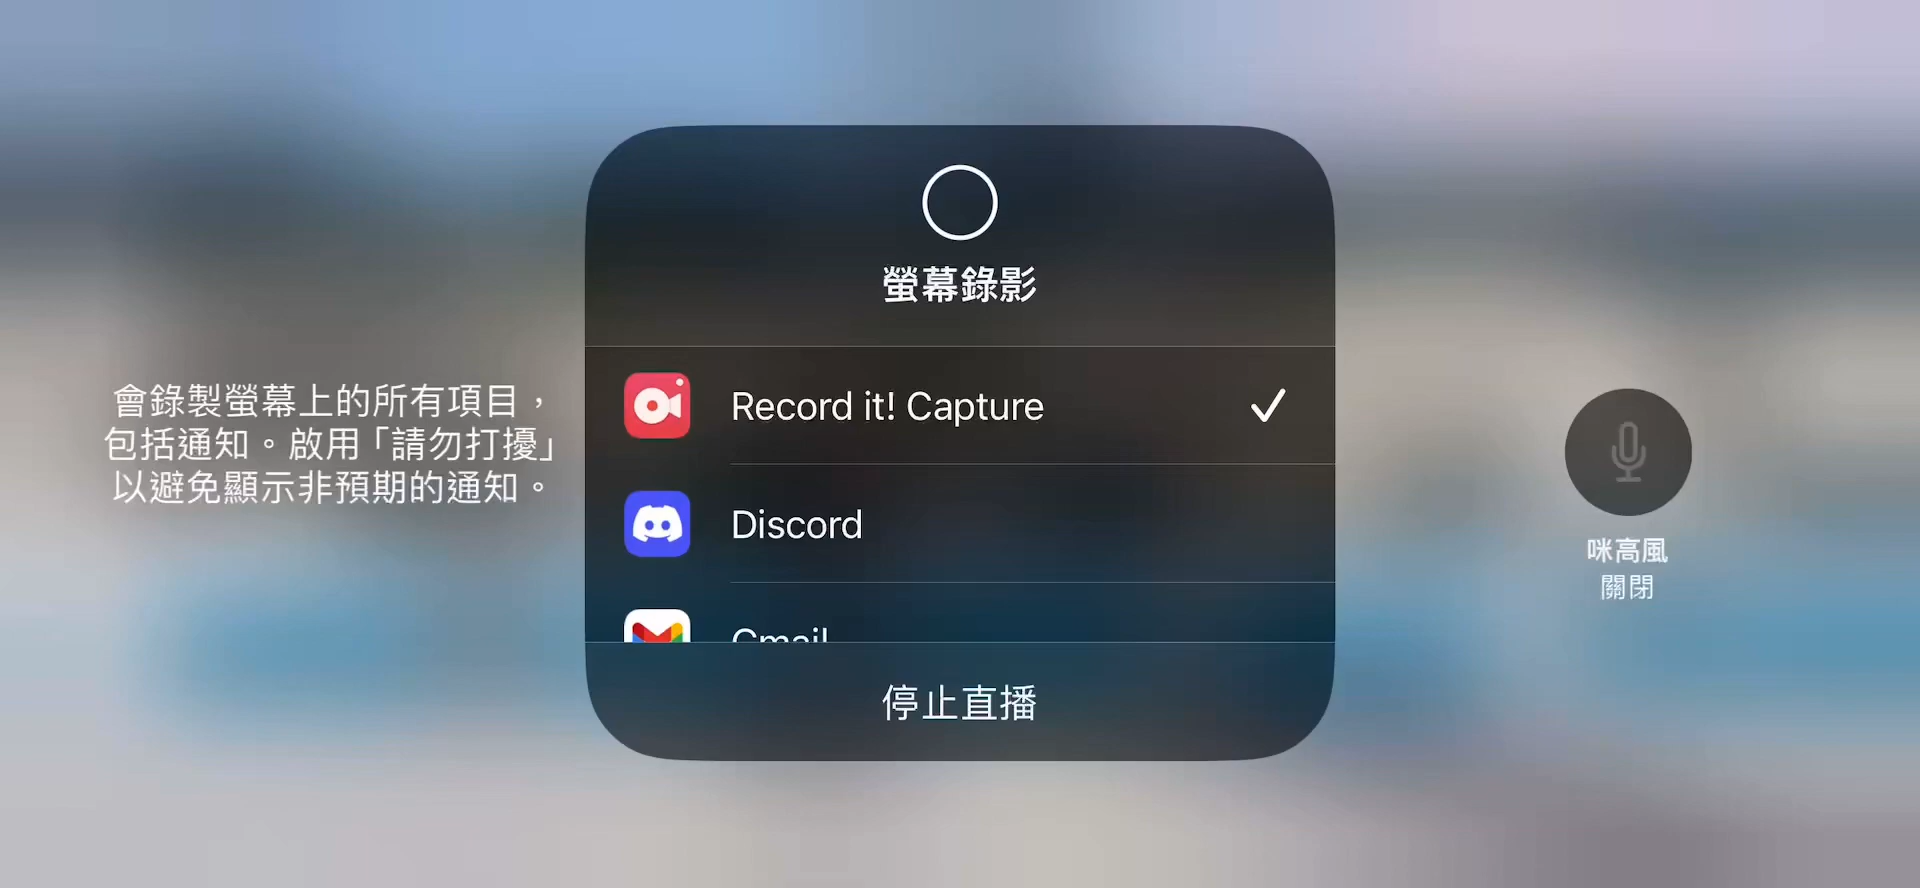 螢幕錄影
會錄製螢幕上的所有項目，
包括通知。啟用「請勿打擾」
以避免顯示非預期的通知。
Record it! Capture
Discord
Gmail
停止直播
咪高風
關閉